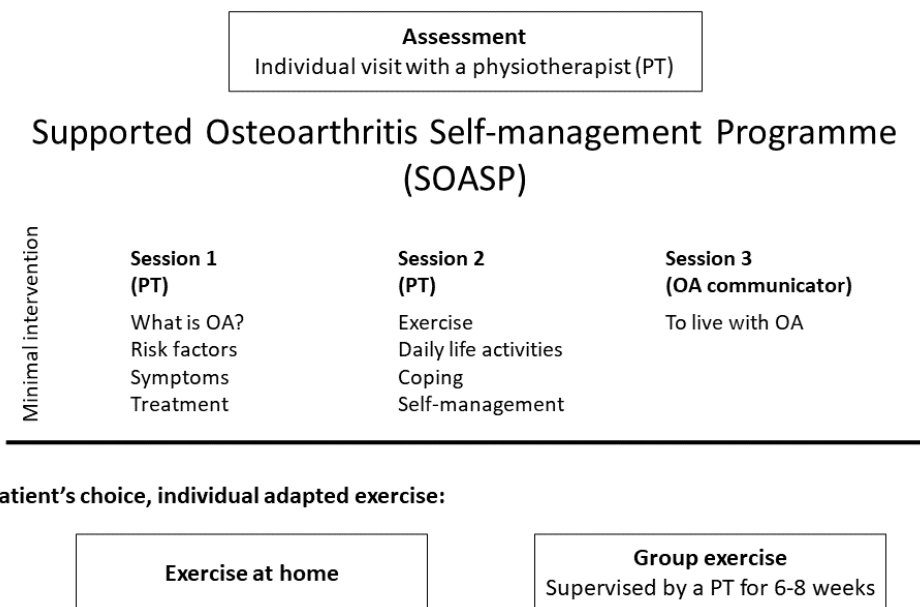 Assessment
Individual visit with a physiotherapist (PT)
Supported Osteoarthritis Self-management Programme
(SOASP)
Minimal intervention
Session 1
(PT)
What is OA?
Risk factors
Symptoms
Treatment
Session 2
(PT)
Exercise
Daily life activities
Coping
Self-management
Session 3
(OA communicator)
To live with OA
atient's choice, individual adapted exercise:
Exercise at home
Group exercise
Supervised by a PT for 6-8 weeks